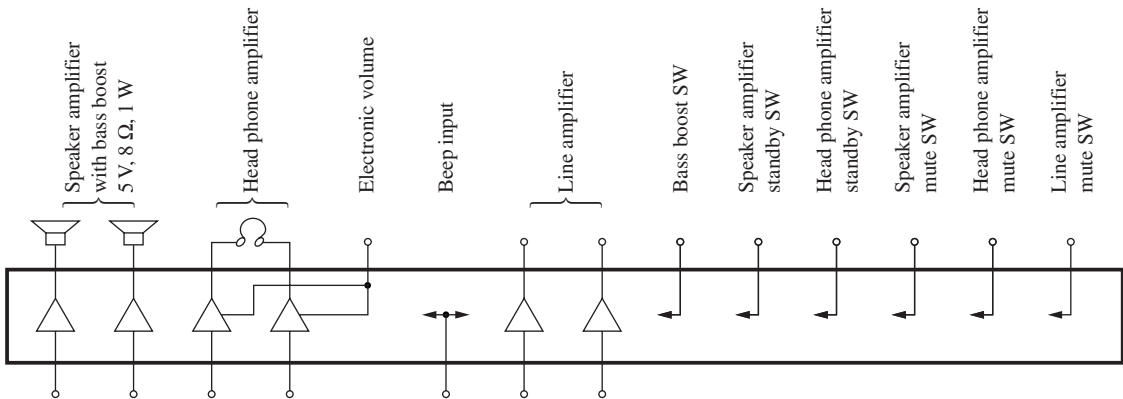 Speaker amplifier
with bass boost
5 V, 8 Ω, 1 W
Head phone amplifier
Electronic volume
Beep input
Line amplifier
Bass boost SW
Speaker amplifier
standby SW
Head phone amplifier
standby SW
Speaker amplifier
mute SW
Head phone amplifier
mute SW
Line amplifier
mute SW